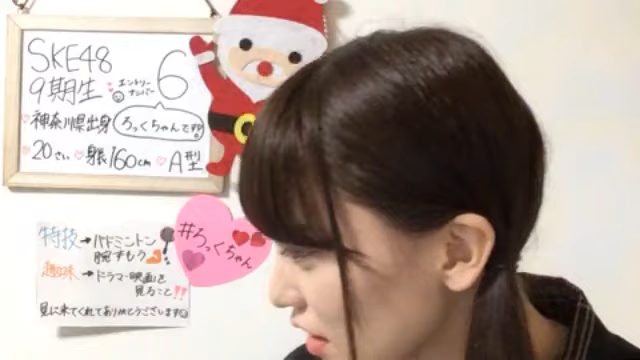 SKE48
9期生
エントリーナンバー
6
神奈川県出身
ろっくちゃんです!!
20さい 身長160cm A型
特技→バドミントン
腕ずもう
趣味→ドラマ・映画を
見ること!!
見に来てくれてありがとうございます
#ろっくちゃん